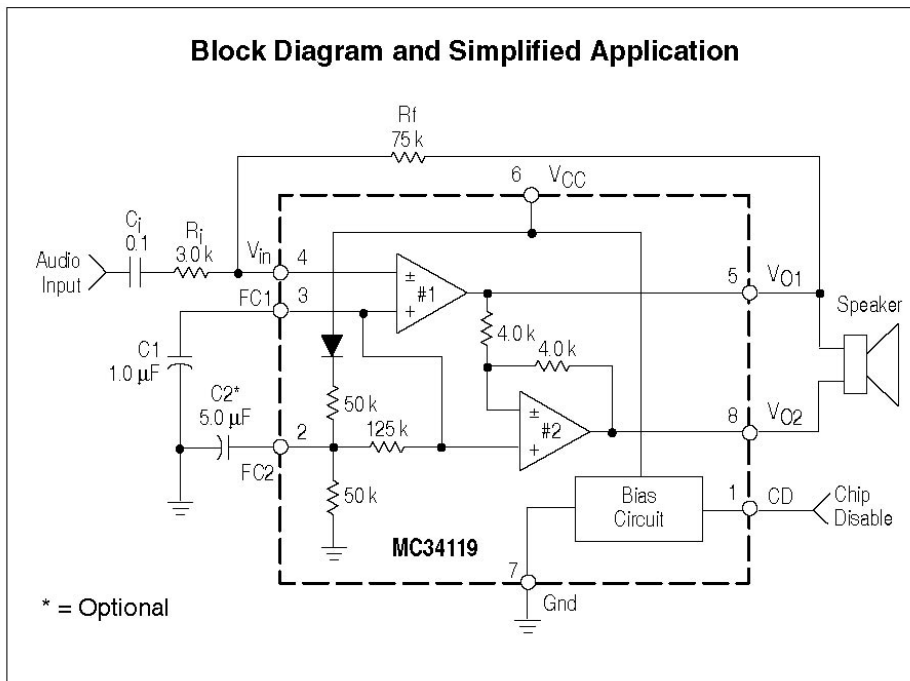 Block Diagram and Simplified Application
Rf
75 k
6 VCC
Ci
0.1
Ri
3.0 k
Audio
Input
Vin 4
FC1 3
±
+
#1
5 VO1
Speaker
4.0 k
4.0 k
C1
1.0 µF
C2*
5.0 µF
50 k
2
FC2
125 k
±
+
#2
8 VO2
50 k
Bias
Circuit
1 CD
Chip
Disable
MC34119
7
Gnd
* = Optional